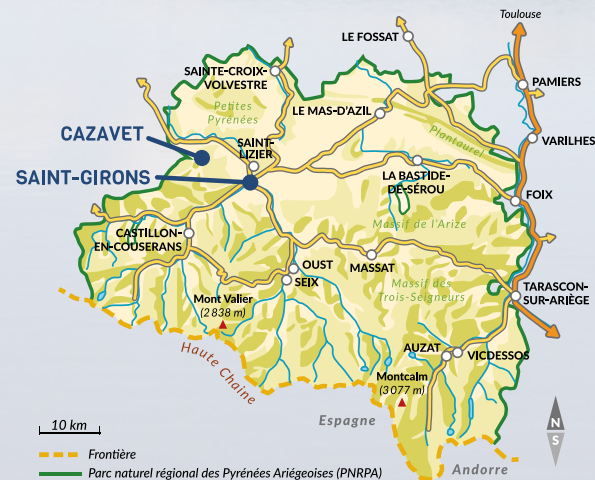 Toulouse
LE FOSSAT
SAINTE-CROIX-
VOLVESTRE
PAMIERS
Petites
Pyrénées
LE MAS-D'AZIL
CAZAVET
Plantaurel
VARILHES
SAINT-
LIZIER
SAINT-GIRONS
LA BASTIDE-
DE-SÉROU
FOIX
Massif de l'Arize
CASTILLON-
EN-COUSERANS
OUST
MASSAT
SEIX
Massif des
Trois-Seigneurs
TARASCON-
SUR-ARIÈGE
Mont Valier
(2 838 m)
Haute Chaîne
AUZAT
VICDESSOS
Montcalm
(3 077 m)
Espagne
Andorre
10 km
N
S
Frontière
Parc naturel régional des Pyrénées Ariégeoises (PNRPA)